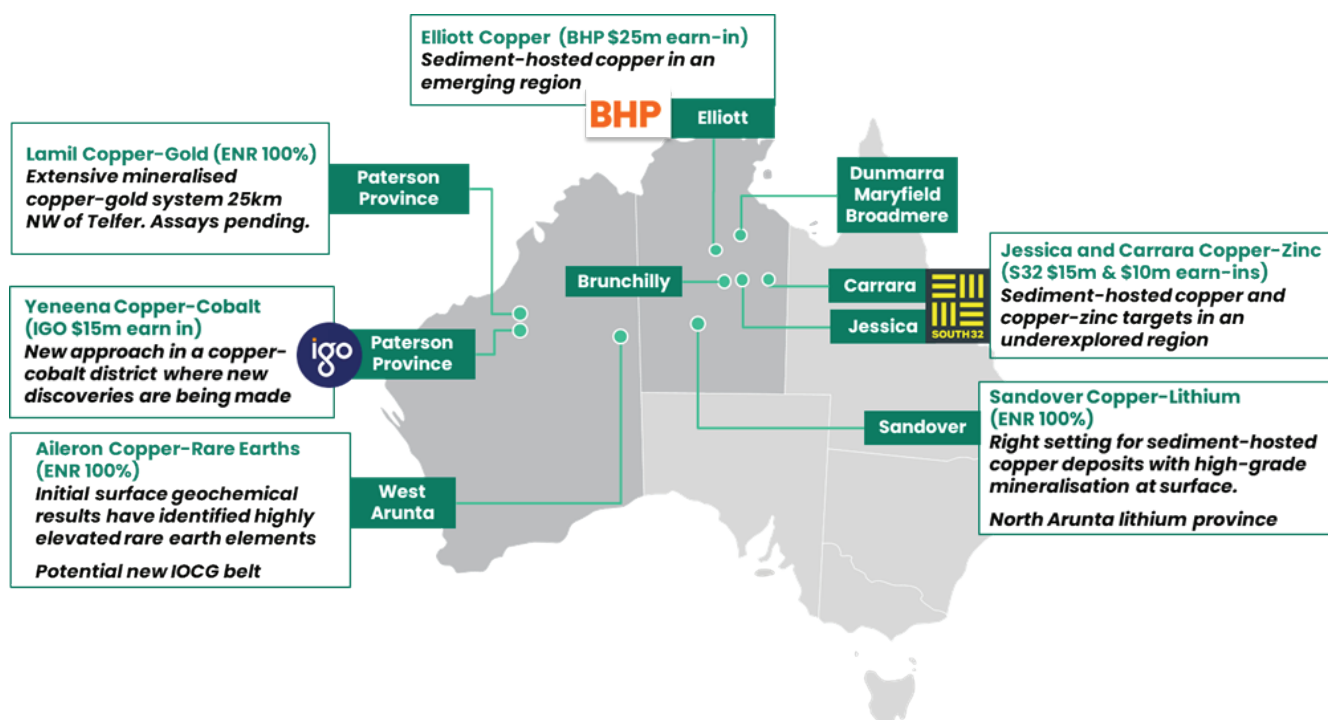 Elliott Copper (BHP $25m earn-in)
Sediment-hosted copper in an
emerging region
BHP
Elliott
Lamil Copper-Gold (ENR 100%)
Extensive mineralised
copper-gold system 25km
NW of Telfer. Assays pending.
Paterson
Province
Dunmarra
Maryfield
Broadmere
Yeneena Copper-Cobalt
(IGO $15m earn in)
New approach in a copper-
cobalt district where new
discoveries are being made
igo
Paterson
Province
Brunchilly
Carrara
Jessica
SOUTH32
Jessica and Carrara Copper-Zinc
(S32 $15m & $10m earn-ins)
Sediment-hosted copper and
copper-zinc targets in an
underexplored region
Aileron Copper-Rare Earths
(ENR 100%)
Initial surface geochemical
results have identified highly
elevated rare earth elements
Potential new IOCG belt
West
Arunta
Sandover
Sandover Copper-Lithium
(ENR 100%)
Right setting for sediment-hosted
copper deposits with high-grade
mineralisation at surface.
North Arunta lithium province